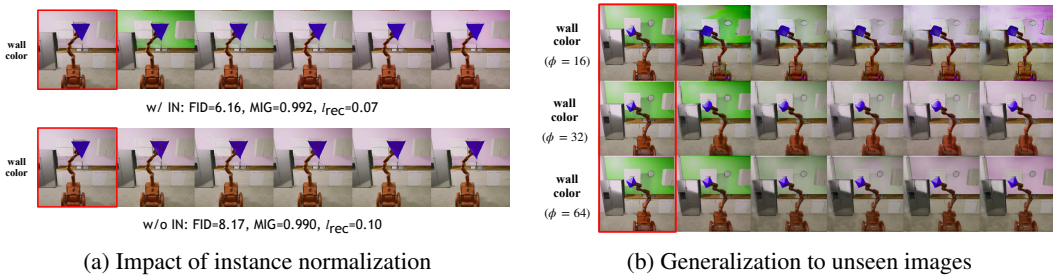 wall
color
w/ IN: FID=6.16, MIG=0.992, lrec=0.07
wall
color
w/o IN: FID=8.17, MIG=0.990, lrec=0.10
(a) Impact of instance normalization
wall
color
(ϕ = 16)
wall
color
(ϕ = 32)
wall
color
(ϕ = 64)
(b) Generalization to unseen images